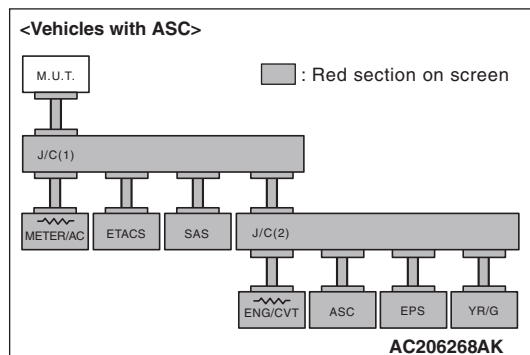 <Vehicles with ASC>
M.U.T.
: Red section on screen
J/C(1)
METER/AC
ETACS
SAS
J/C(2)
ENG/CVT
ASC
EPS
YR/G
AC206268AK